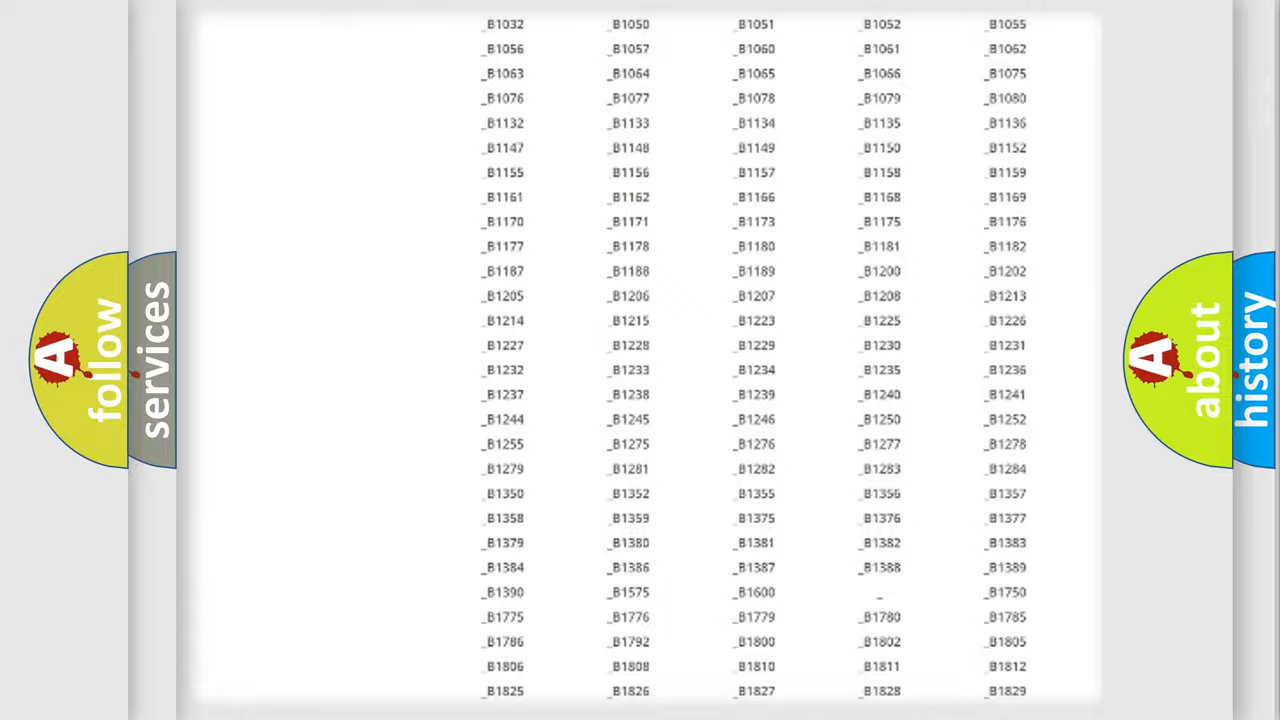 _B1032 _B1050 _B1051 _B1052 _B1055
_B1056 _B1057 _B1060 _B1061 _B1062
_B1063 _B1064 _B1065 _B1066 _B1075
_B1076 _B1077 _B1078 _B1079 _B1080
_B1132 _B1133 _B1134 _B1135 _B1136
_B1147 _B1148 _B1149 _B1150 _B1152
_B1155 _B1156 _B1157 _B1158 _B1159
_B1161 _B1162 _B1166 _B1168 _B1169
_B1170 _B1171 _B1173 _B1175 _B1176
_B1177 _B1178 _B1180 _B1181 _B1182
_B1187 _B1188 _B1189 _B1200 _B1202
_B1205 _B1206 _B1207 _B1208 _B1213
_B1214 _B1215 _B1223 _B1225 _B1226
_B1227 _B1228 _B1229 _B1230 _B1231
_B1232 _B1233 _B1234 _B1235 _B1236
_B1237 _B1238 _B1239 _B1240 _B1241
_B1244 _B1245 _B1246 _B1250 _B1252
_B1255 _B1275 _B1276 _B1277 _B1278
_B1279 _B1281 _B1282 _B1283 _B1284
_B1350 _B1352 _B1355 _B1356 _B1357
_B1358 _B1359 _B1375 _B1376 _B1377
_B1379 _B1380 _B1381 _B1382 _B1383
_B1384 _B1386 _B1387 _B1388 _B1389
_B1390 _B1575 _B1600 _ _B1750
_B1775 _B1776 _B1779 _B1780 _B1785
_B1786 _B1792 _B1800 _B1802 _B1805
_B1806 _B1808 _B1810 _B1811 _B1812
_B1825 _B1826 _B1827 _B1828 _B1829
A
follow
services
A
about
history